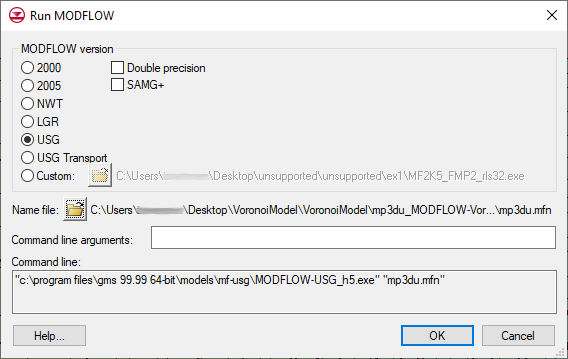 Run MODFLOW
MODFLOW version
2000
Double precision
2005
SAMG+
NWT
LGR
USG
USG Transport
Custom: C:\Users\ \Desktop\unsupported\unsupported\ex1\MF2K5_FMP2_rls32.exe
Name file: C:\Users\ \Desktop\VoronoiModel\VoronoiModel\mp3du_MODFLOW-Vor...\mp3du.mfn
Command line arguments:
Command line:
"c:\program files\gms 99.99 64-bit\models\mf-usg\MODFLOW-USG_h5.exe" "mp3du.mfn"
Help...
OK
Cancel